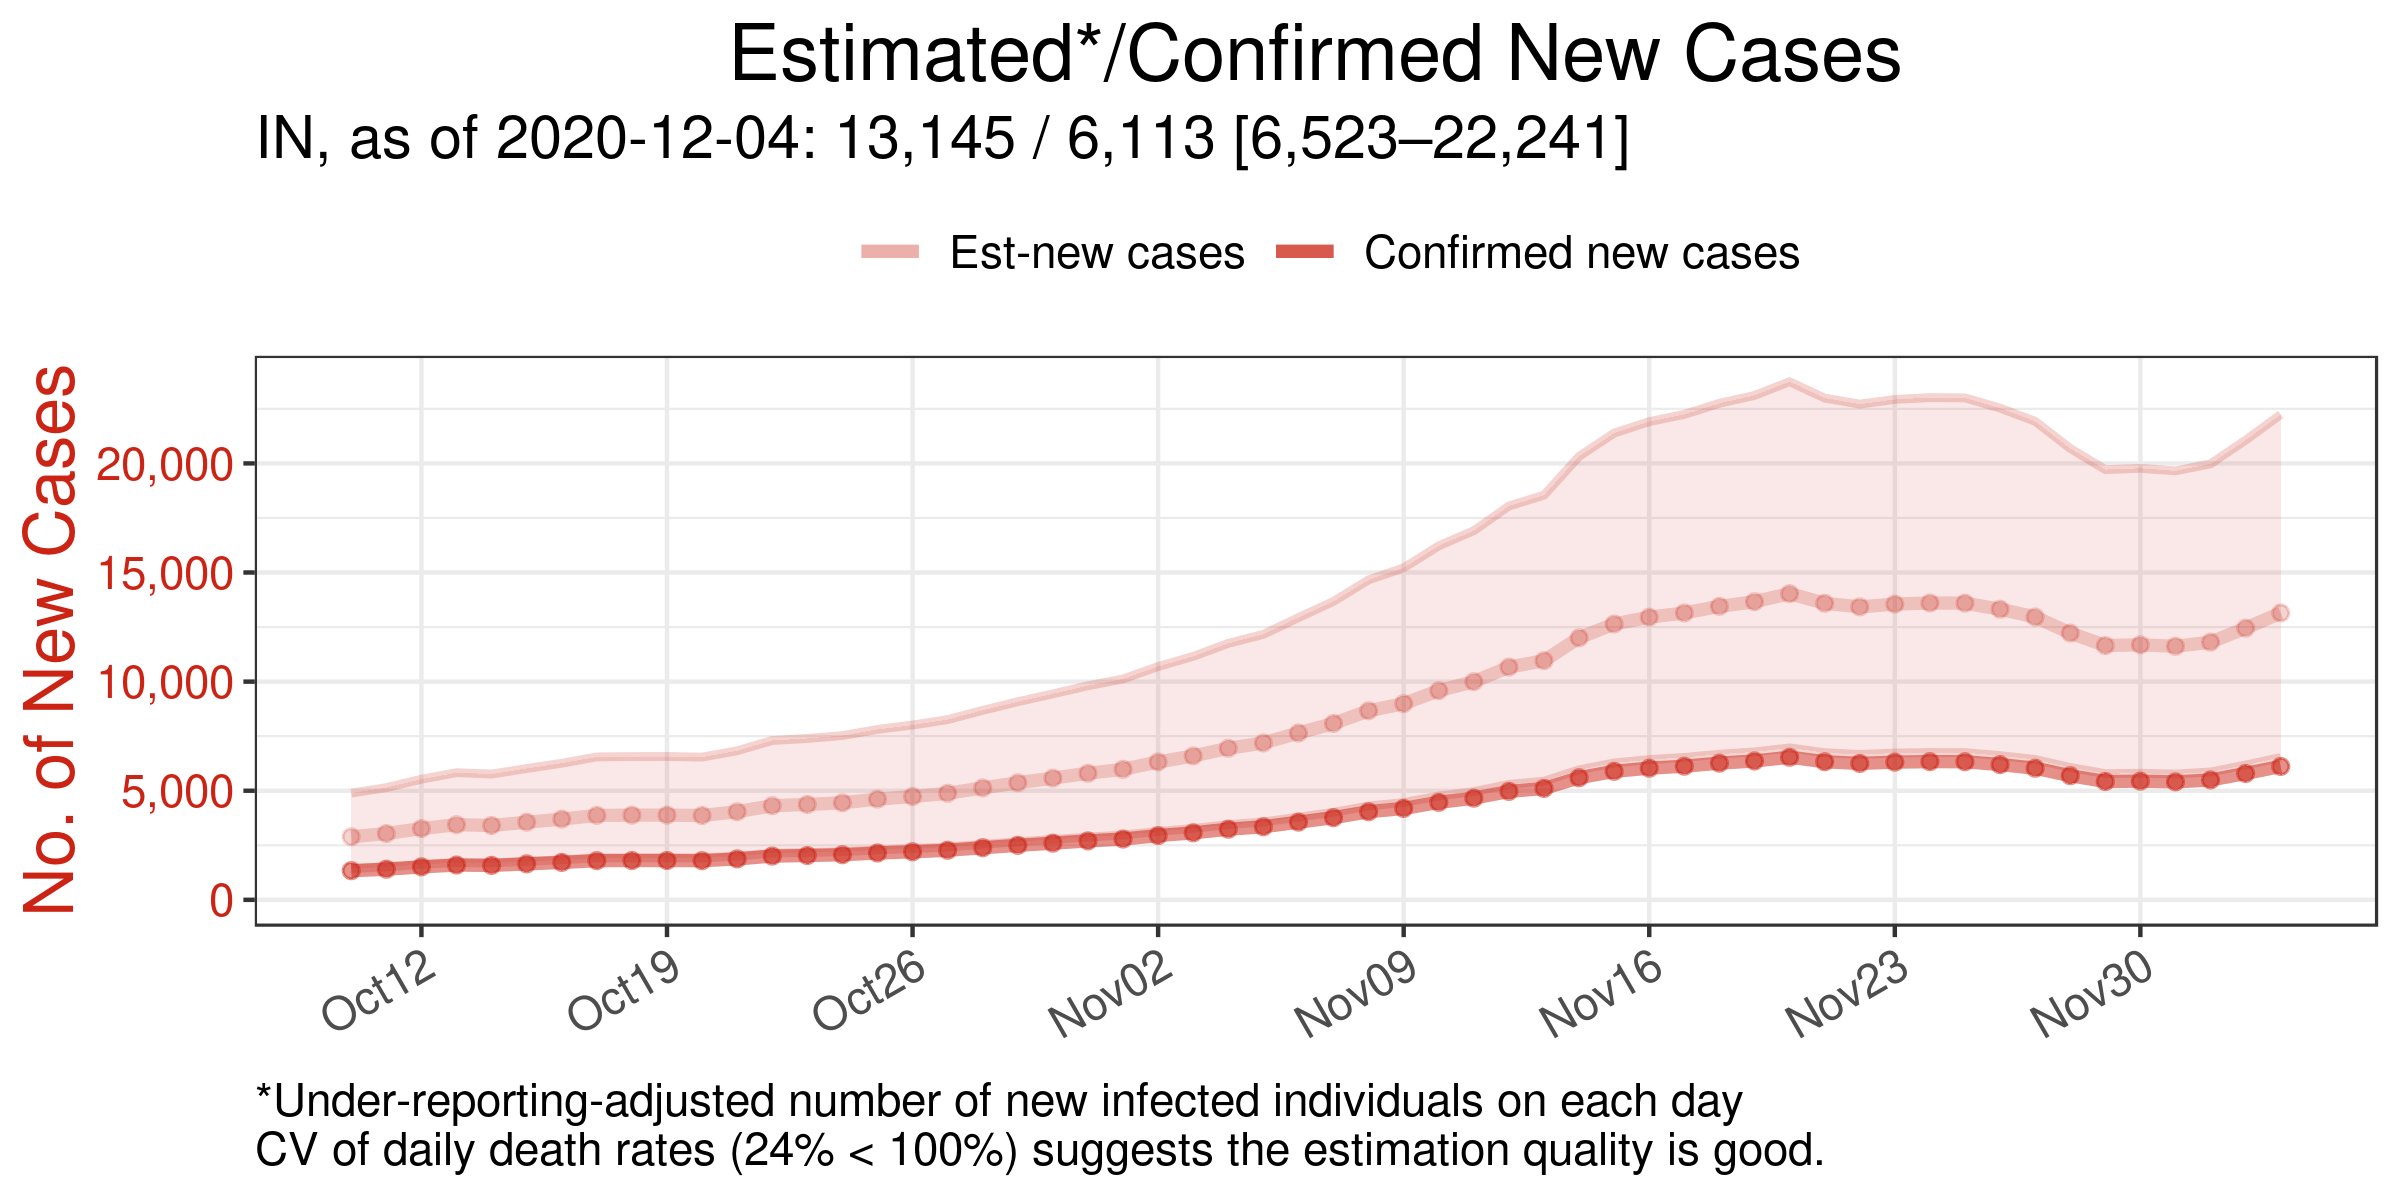 Estimated*/Confirmed New Cases
IN, as of 2020-12-04: 13,145 / 6,113 [6,523–22,241]
Est-new cases
Confirmed new cases
No. of New Cases
20,000
15,000
10,000
5,000
0
Oct12
Oct19
Oct26
Nov02
Nov09
Nov16
Nov23
Nov30
*Under-reporting-adjusted number of new infected individuals on each day
CV of daily death rates (24% < 100%) suggests the estimation quality is good.